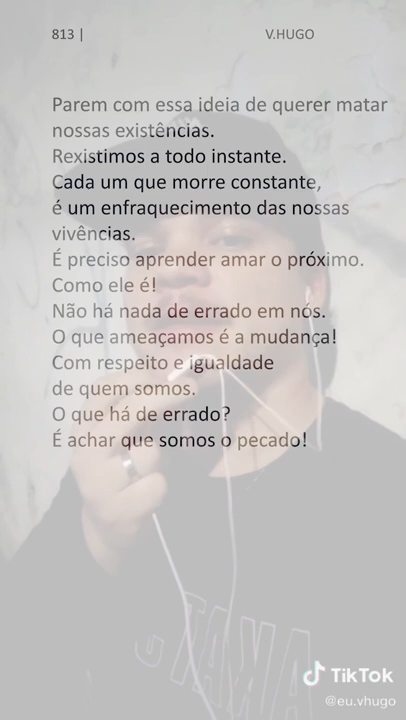 813 | V.HUGO
Parem com essa ideia de querer matar
nossas existências.
Rexistimos a todo instante.
Cada um que morre constante,
é um enfraquecimento das nossas
vivências.
É preciso aprender amar o próximo.
Como ele é!
Não há nada de errado em nós.
O que ameaçamos é a mudança!
Com respeito e igualdade
de quem somos.
O que há de errado?
É achar que somos o pecado!
TikTok
@eu.vhugo